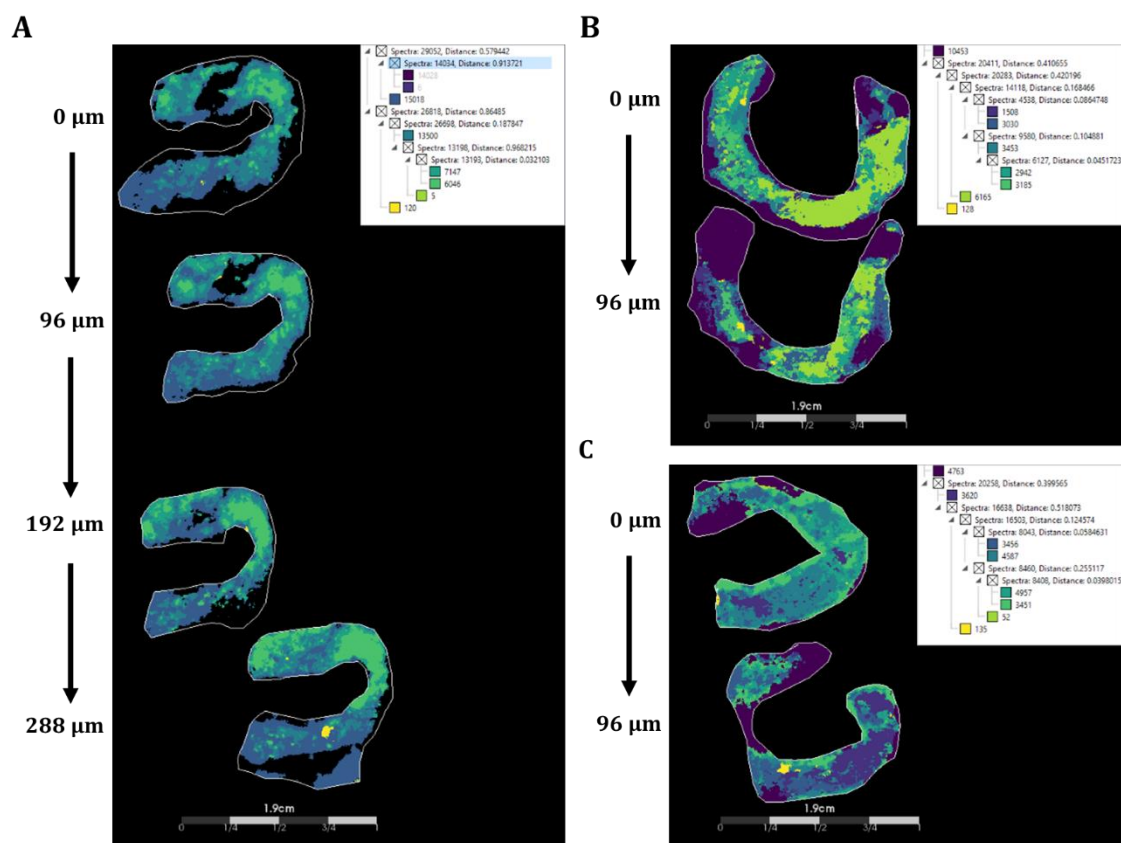 A
0 µm
96 µm
192 µm
288 µm
Spectra: 29052, Distance: 0.579442
Spectra: 14034, Distance: 0.913721
14028
6
15018
Spectra: 26818, Distance: 0.86485
Spectra: 26698, Distance: 0.187847
13500
Spectra: 13198, Distance: 0.968215
Spectra: 13193, Distance: 0.032103
7147
6046
5
120
1.9cm
0 1/4 1/2 3/4 1
B
0 µm
96 µm
10453
Spectra: 20411, Distance: 0.410655
Spectra: 20283, Distance: 0.420196
Spectra: 14118, Distance: 0.168466
Spectra: 4538, Distance: 0.0864748
1508
3030
Spectra: 9580, Distance: 0.104881
3453
Spectra: 6127, Distance: 0.0451723
2942
3185
6165
128
1.9cm
0 1/4 1/2 3/4 1
C
0 µm
96 µm
4763
Spectra: 20258, Distance: 0.399565
3620
Spectra: 16638, Distance: 0.518073
Spectra: 16503, Distance: 0.124574
Spectra: 8043, Distance: 0.0584631
3456
4587
Spectra: 8460, Distance: 0.255117
Spectra: 8408, Distance: 0.0398015
4957
3451
52
135
1.9cm
0 1/4 1/2 3/4 1